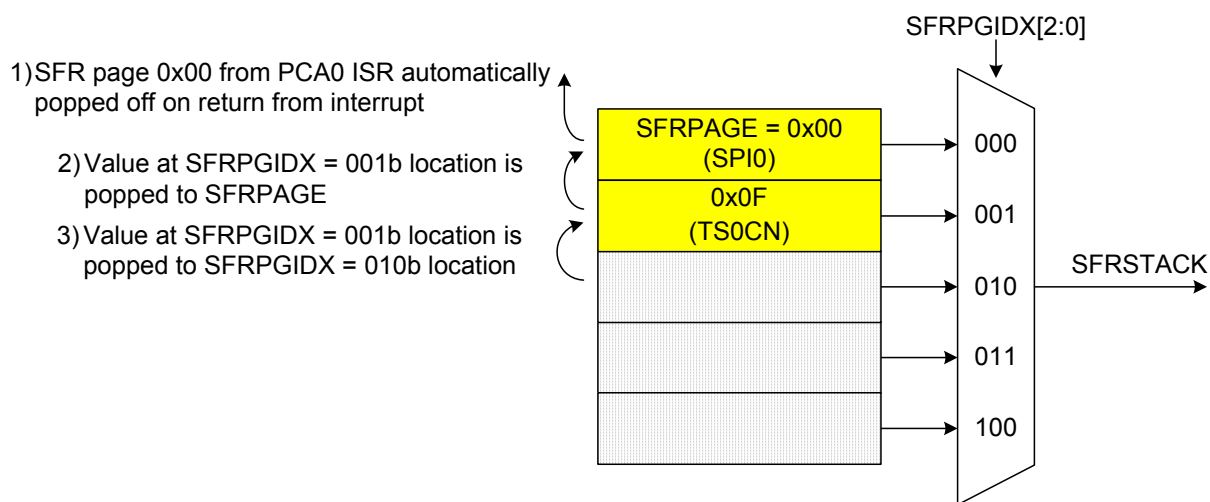 SFRPGIDX[2:0]
1)SFR page 0x00 from PCA0 ISR automatically
popped off on return from interrupt
2) Value at SFRPGIDX = 001b location is
popped to SFRPAGE
3) Value at SFRPGIDX = 001b location is
popped to SFRPGIDX = 010b location
SFRPAGE = 0x00
(SPI0)
0x0F
(TS0CN)
000
001
010
011
100
SFRSTACK